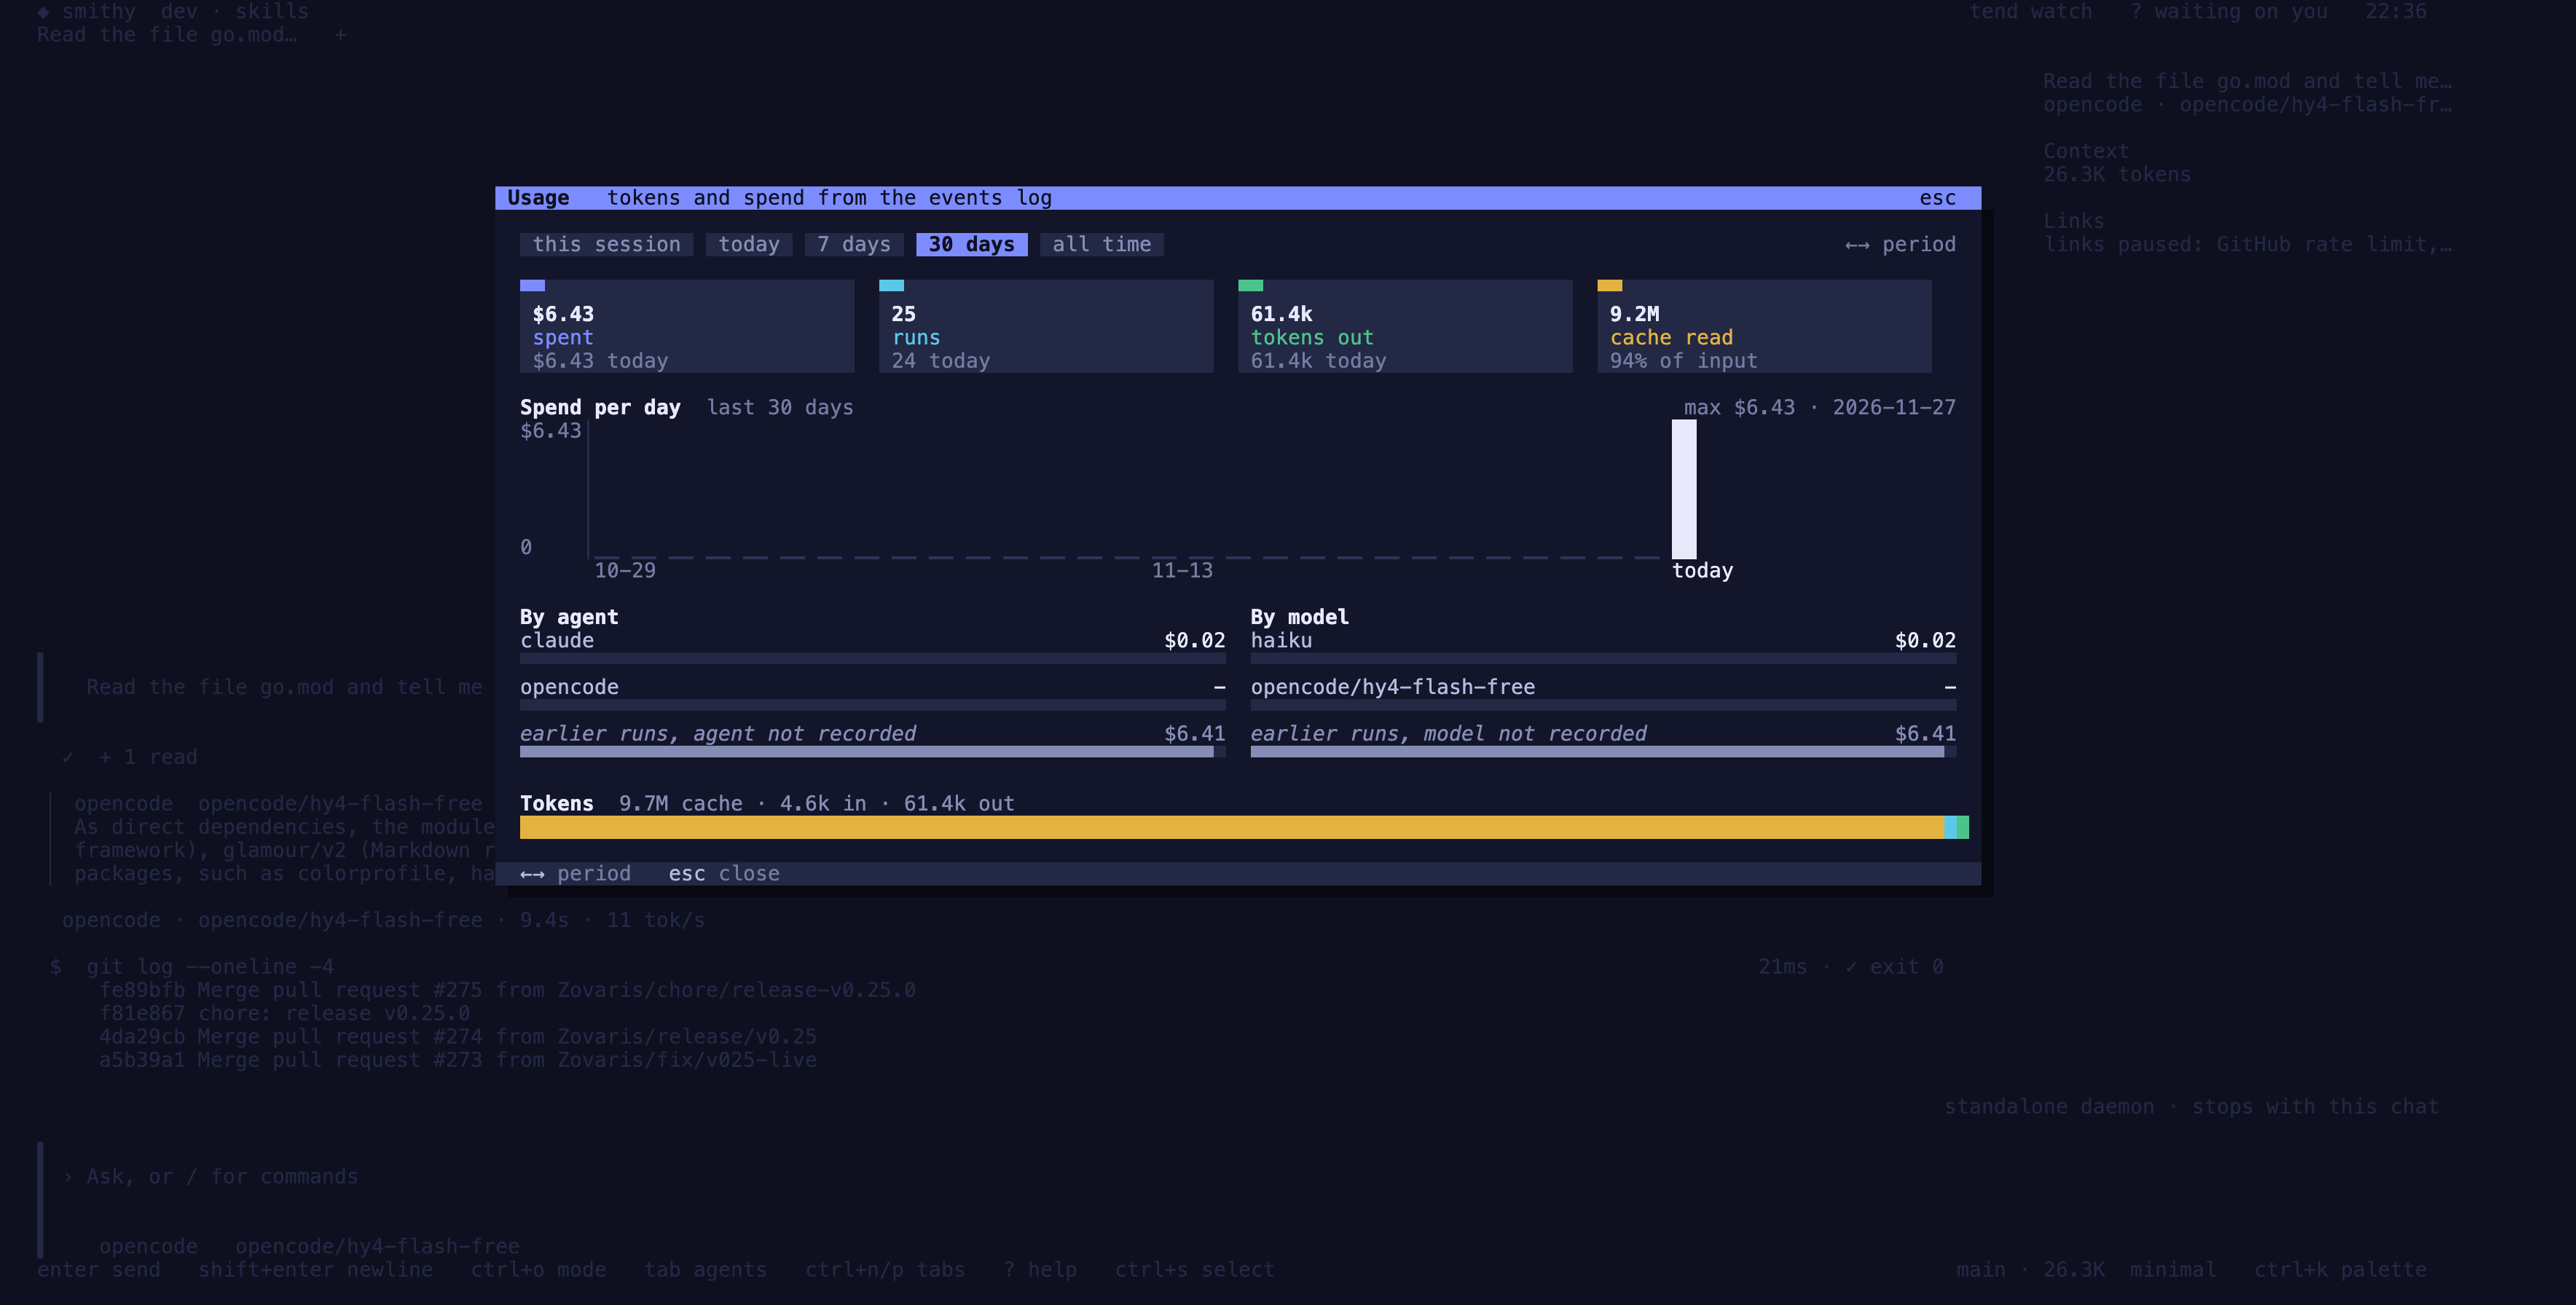 ◆ smithy  dev · skills
tend watch   ? waiting on you   22:36
Read the file go.mod…   +
Read the file go.mod and tell me…
opencode · opencode/hy4-flash-fr…
Context
26.3K tokens
Links
links paused: GitHub rate limit,…
Usage   tokens and spend from the events log   esc
this session   today   7 days   30 days   all time   ←→ period
$6.43   25   61.4k   9.2M
spent   runs   tokens out   cache read
$6.43 today   24 today   61.4k today   94% of input
Spend per day  last 30 days   max $6.43 · 2026-11-27
$6.43
0
10-29   11-13   today
By agent   By model
claude   $0.02   haiku   $0.02
opencode   –   opencode/hy4-flash-free   –
earlier runs, agent not recorded   $6.41   earlier runs, model not recorded   $6.41
Tokens  9.7M cache · 4.6k in · 61.4k out
←→ period   esc close
Read the file go.mod and tell me
✓  + 1 read
opencode  opencode/hy4-flash-free
As direct dependencies, the module
framework), glamour/v2 (Markdown r
packages, such as colorprofile, ha
opencode · opencode/hy4-flash-free · 9.4s · 11 tok/s
$  git log --oneline -4   21ms · ✓ exit 0
fe89bfb Merge pull request #275 from Zovaris/chore/release-v0.25.0
f81e867 chore: release v0.25.0
4da29cb Merge pull request #274 from Zovaris/release/v0.25
a5b39a1 Merge pull request #273 from Zovaris/fix/v025-live
standalone daemon · stops with this chat
› Ask, or / for commands
opencode   opencode/hy4-flash-free
enter send   shift+enter newline   ctrl+o mode   tab agents   ctrl+n/p tabs   ? help   ctrl+s select   main · 26.3K  minimal   ctrl+k palette